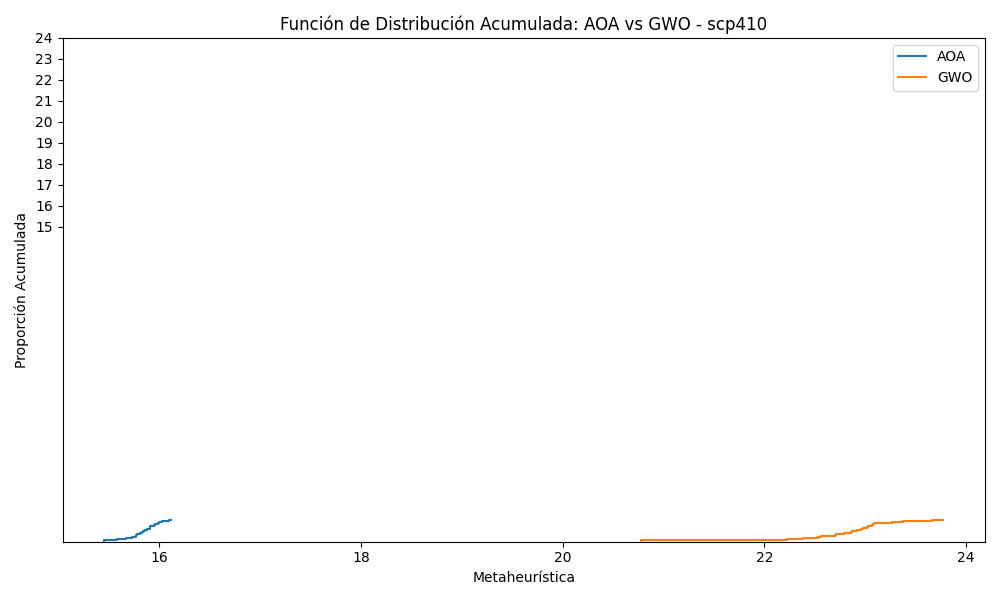 Función de Distribución Acumulada: AOA vs GWO - scp410
AOA
GWO
24
23
22
21
20
19
18
17
16
15
Proporción Acumulada
16 18 20 22 24
Metaheurística